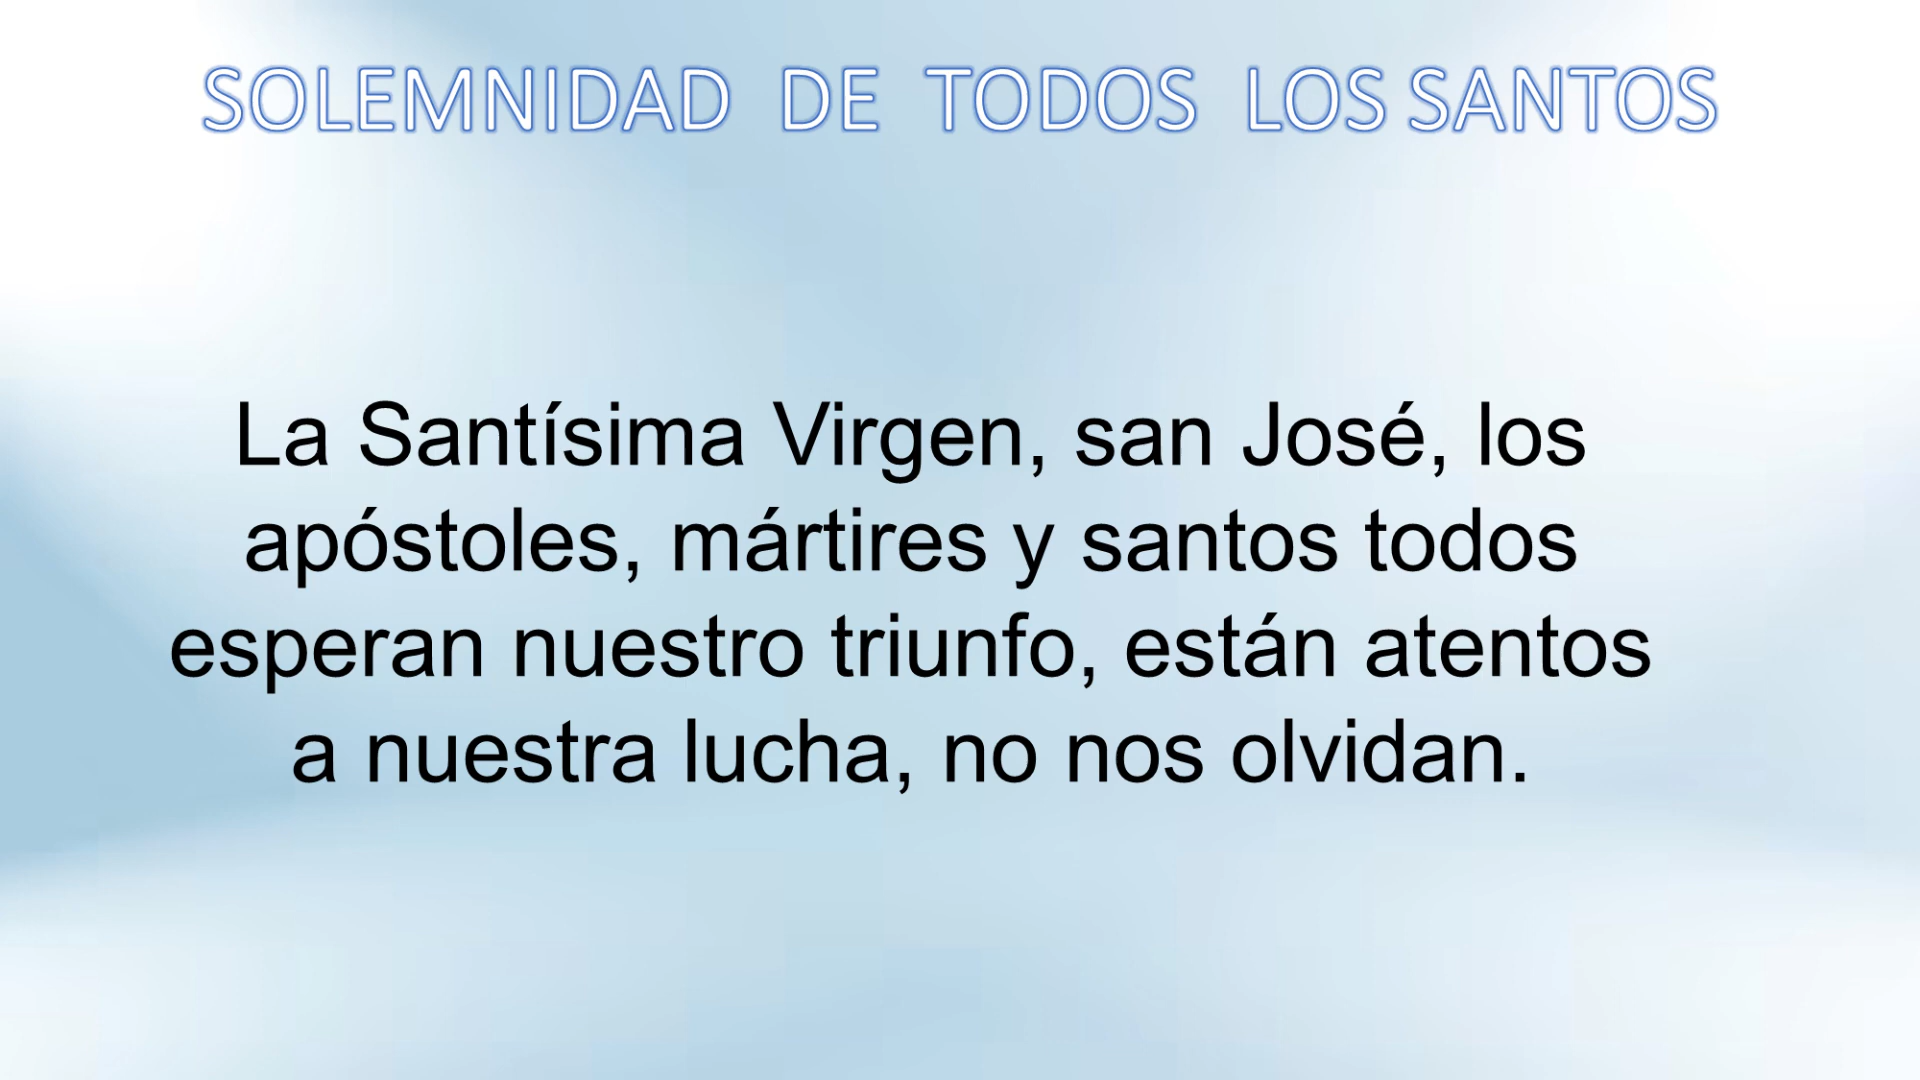 SOLEMNIDAD DE TODOS LOS SANTOS
La Santísima Virgen, san José, los
apóstoles, mártires y santos todos
esperan nuestro triunfo, están atentos
a nuestra lucha, no nos olvidan.